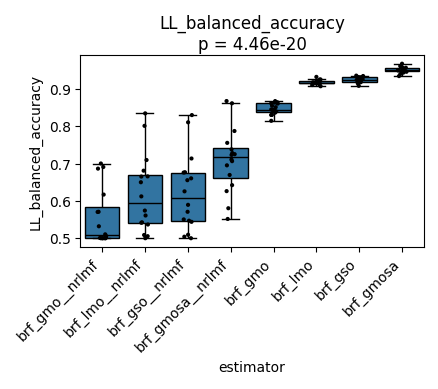 LL_balanced_accuracy
p = 4.46e-20
LL_balanced_accuracy
0.9
0.8
0.7
0.6
0.5
brf_gmo__nrlmf
brf_lmo__nrlmf
brf_gso__nrlmf
brf_gmosa__nrlmf
brf_gmo
brf_lmo
brf_gso
brf_gmosa
estimator